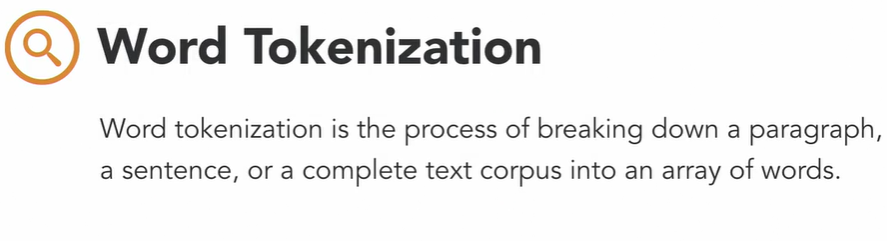 Word Tokenization
Word tokenization is the process of breaking down a paragraph,
a sentence, or a complete text corpus into an array of words.